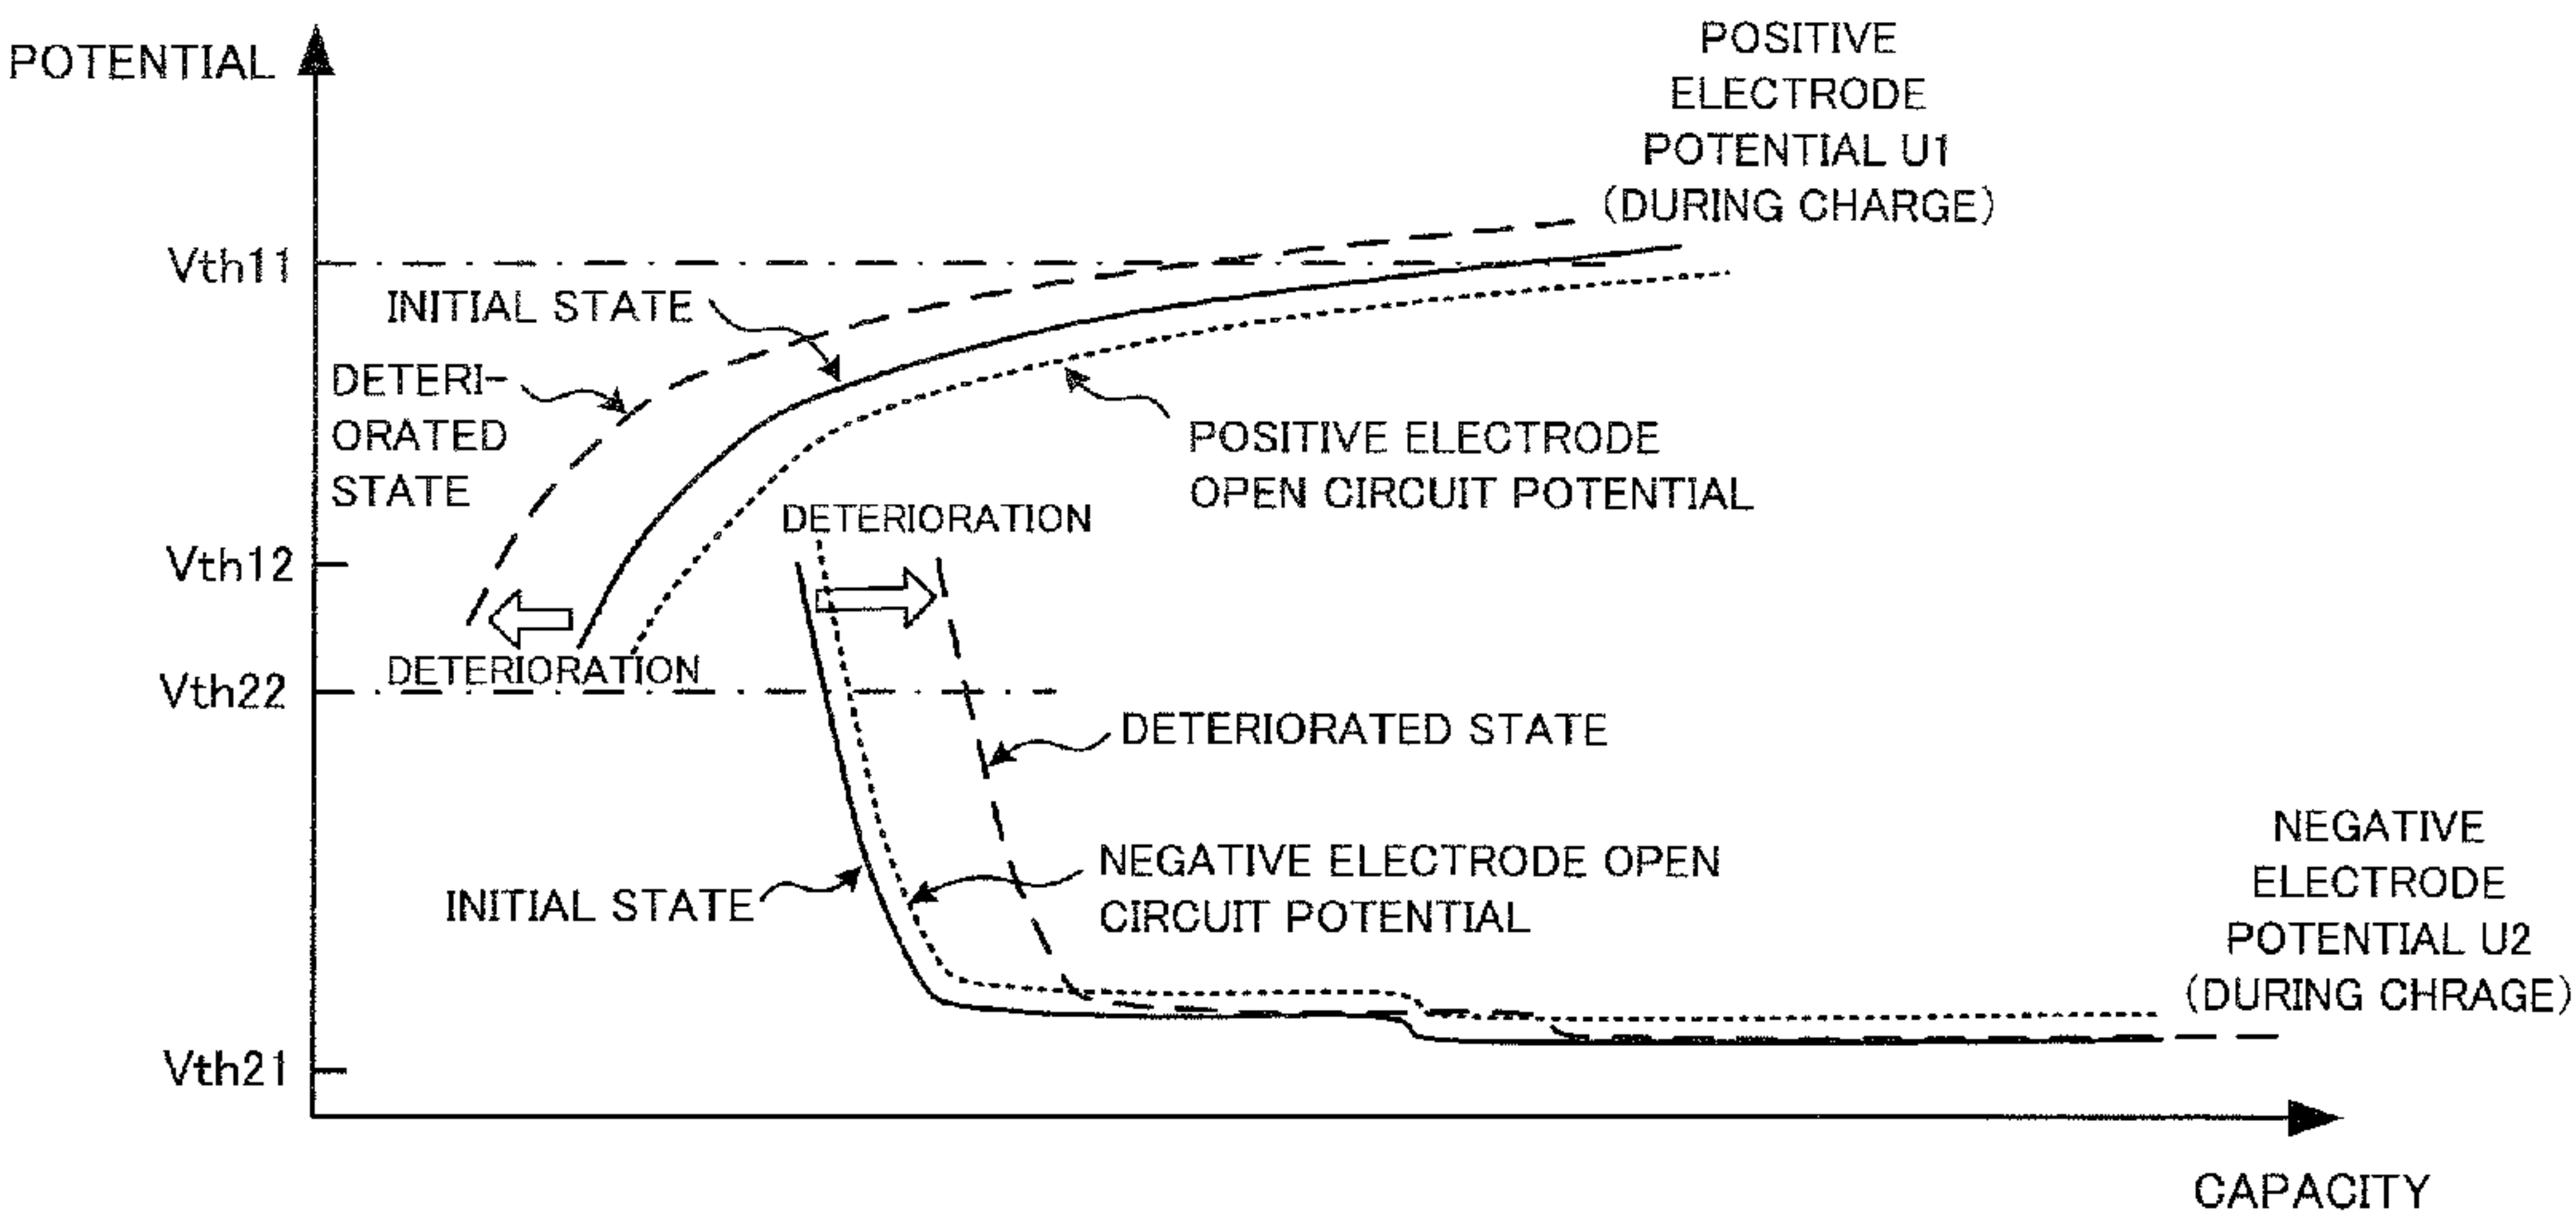 POTENTIAL
POSITIVE
ELECTRODE
POTENTIAL U1
(DURING CHARGE)
Vth11
INITIAL STATE
DETERI-
ORATED
STATE
POSITIVE ELECTRODE
OPEN CIRCUIT POTENTIAL
DETERIORATION
Vth12
DETERIORATION
Vth22
DETERIORATED STATE
NEGATIVE ELECTRODE OPEN
CIRCUIT POTENTIAL
INITIAL STATE
NEGATIVE
ELECTRODE
POTENTIAL U2
(DURING CHRAGE)
Vth21
CAPACITY